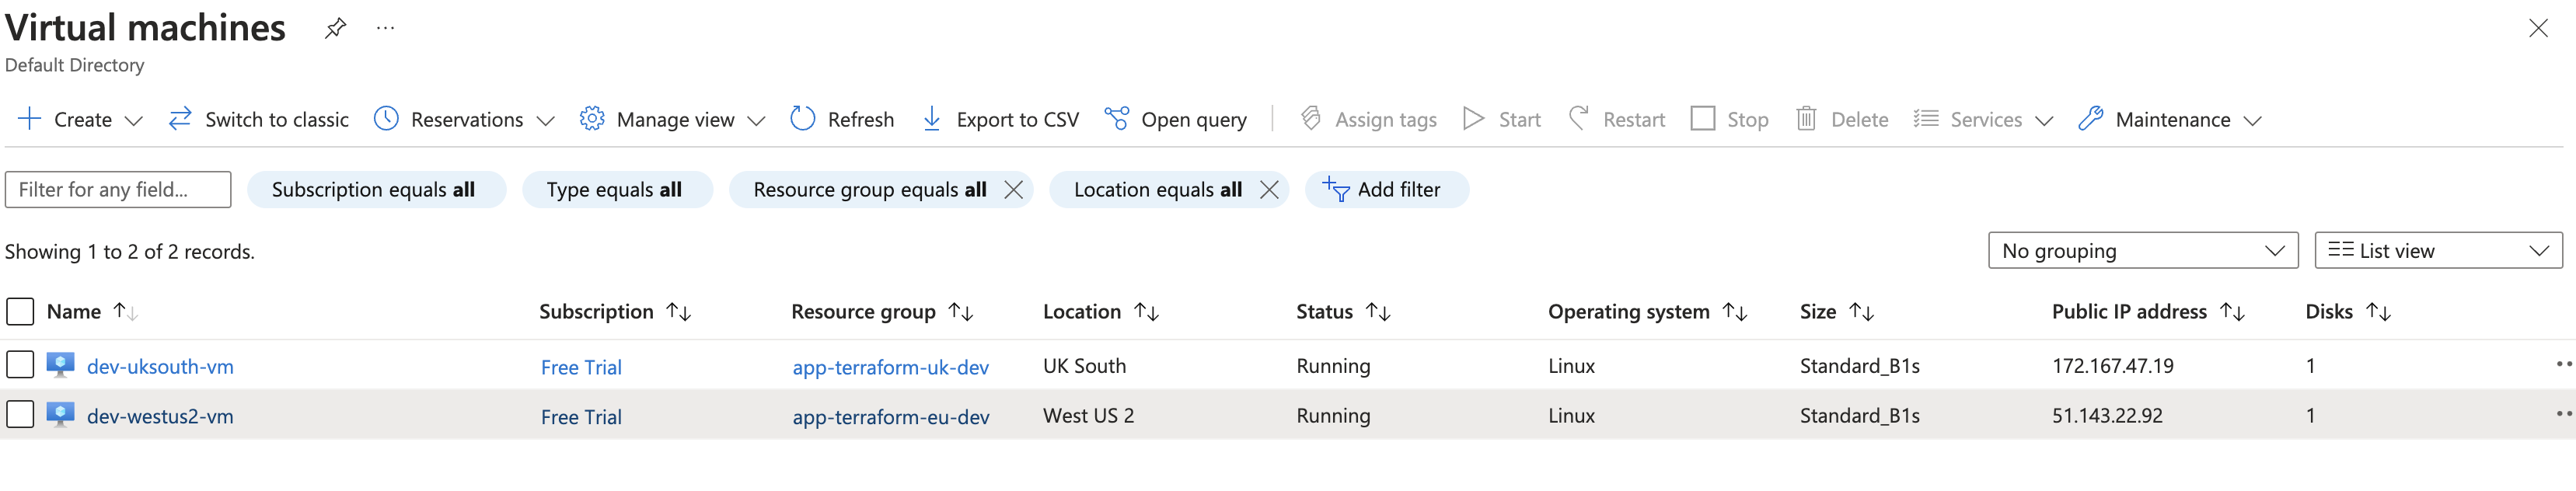 Virtual machines
Default Directory
Create Switch to classic Reservations Manage view Refresh Export to CSV Open query Assign tags Start Restart Stop Delete Services Maintenance
Filter for any field... Subscription equals all Type equals all Resource group equals all Location equals all Add filter
Showing 1 to 2 of 2 records. No grouping List view
Name Subscription Resource group Location Status Operating system Size Public IP address Disks
dev-uksouth-vm Free Trial app-terraform-uk-dev UK South Running Linux Standard_B1s 172.167.47.19 1
dev-westus2-vm Free Trial app-terraform-eu-dev West US 2 Running Linux Standard_B1s 51.143.22.92 1